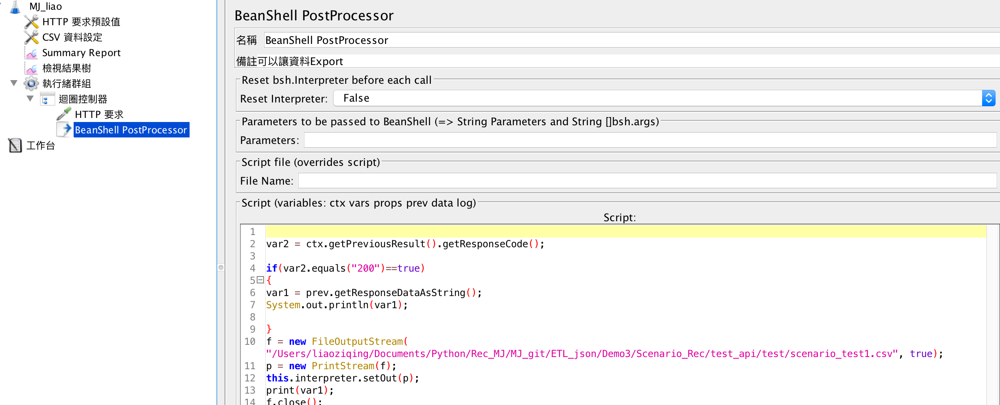 MJ_liao
HTTP 要求預設值
CSV 資料設定
Summary Report
檢視結果樹
執行緒群組
迴圈控制器
HTTP 要求
BeanShell PostProcessor
工作台
BeanShell PostProcessor
名稱 BeanShell PostProcessor
備註可以讓資料Export
Reset bsh.Interpreter before each call
Reset Interpreter: False
Parameters to be passed to BeanShell (=> String Parameters and String []bsh.args)
Parameters:
Script file (overrides script)
File Name:
Script (variables: ctx vars props prev data log)
Script:
1
2 var2 = ctx.getPreviousResult().getResponseCode();
3
4 if(var2.equals("200")==true)
5 {
6 var1 = prev.getResponseDataAsString();
7 System.out.println(var1);
8
9 }
10 f = new FileOutputStream(
"/Users/liaoziqing/Documents/Python/Rec_MJ/MJ_git/ETL_json/Demo3/Scenario_Rec/test_api/test/scenario_test1.csv", true);
11 p = new PrintStream(f);
12 this.interpreter.setOut(p);
13 print(var1);
14 f.close();